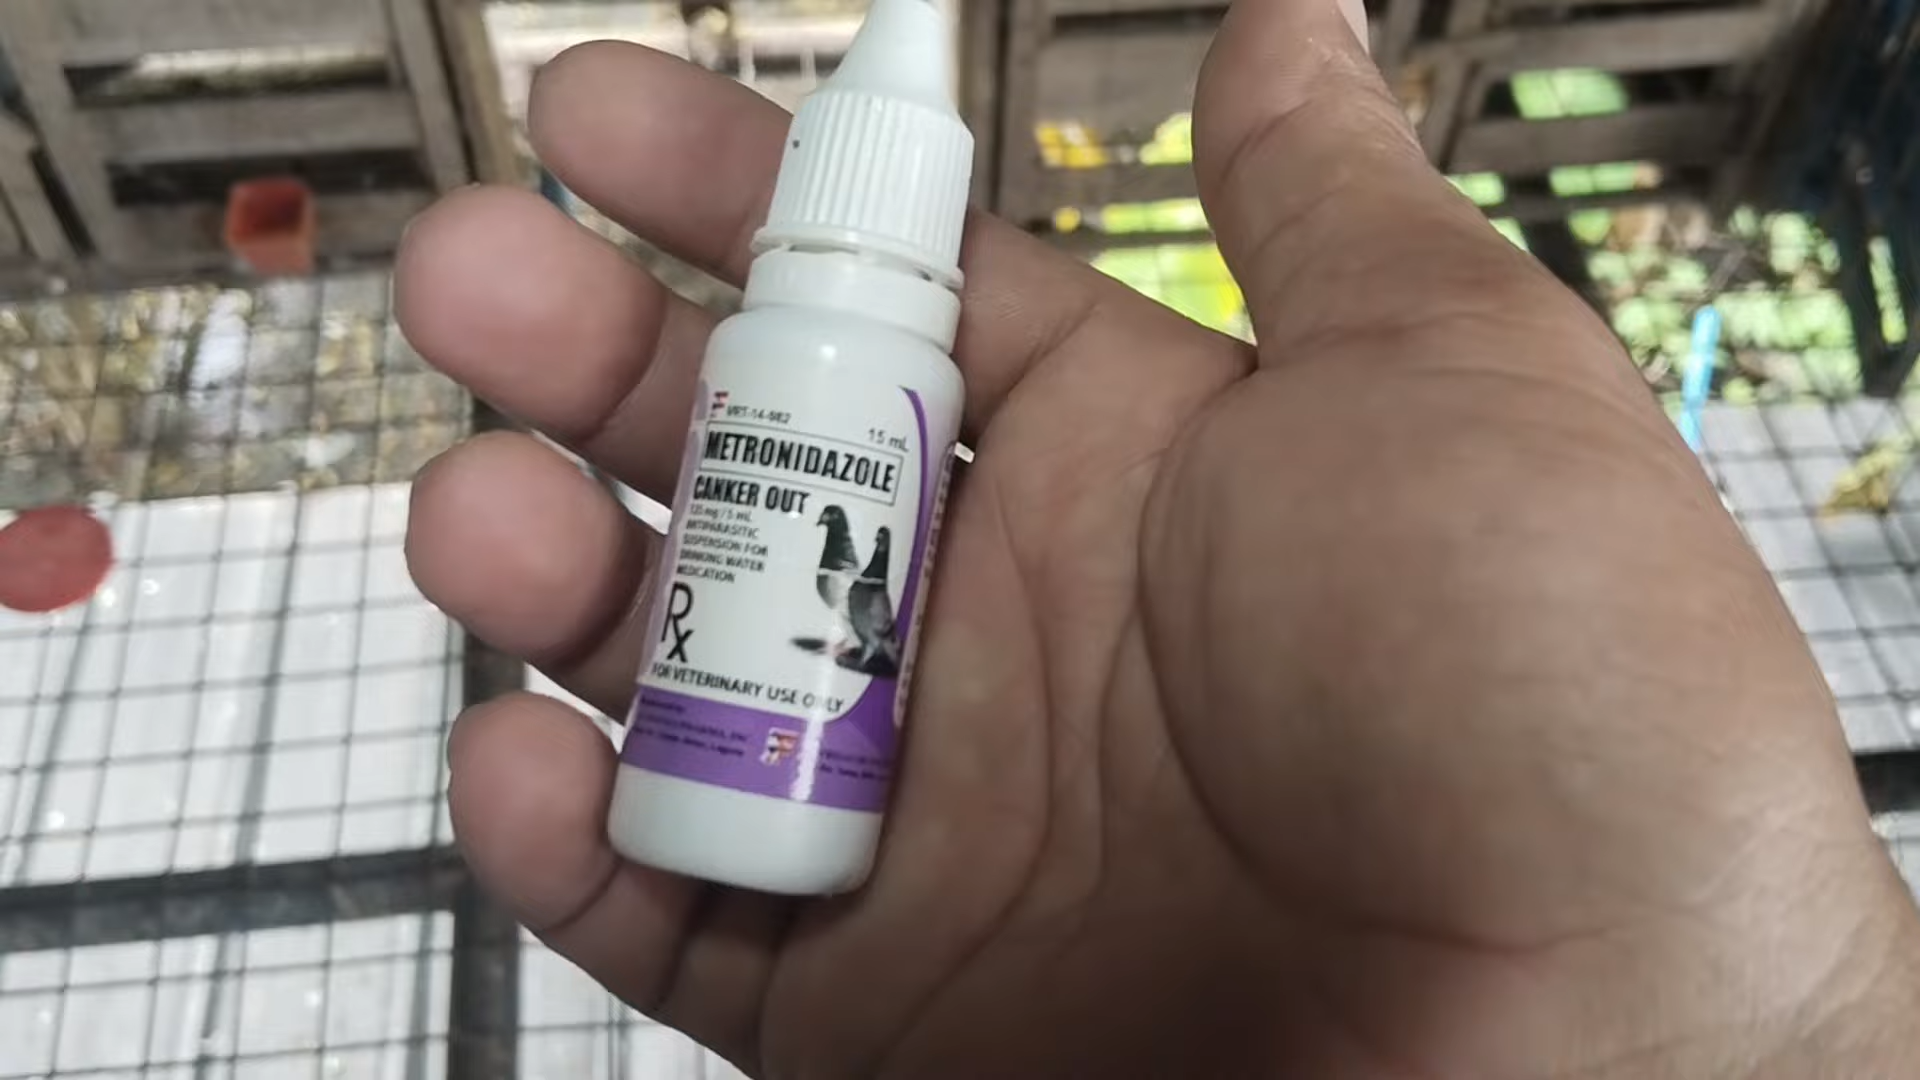 VRT-14-982
15 mL
METRONIDAZOLE
CANKER OUT
125 mg / 5 mL
ANTIPARASITIC
SUSPENSION FOR
DRINKING WATER
MEDICATION
Rx
FOR VETERINARY USE ONLY